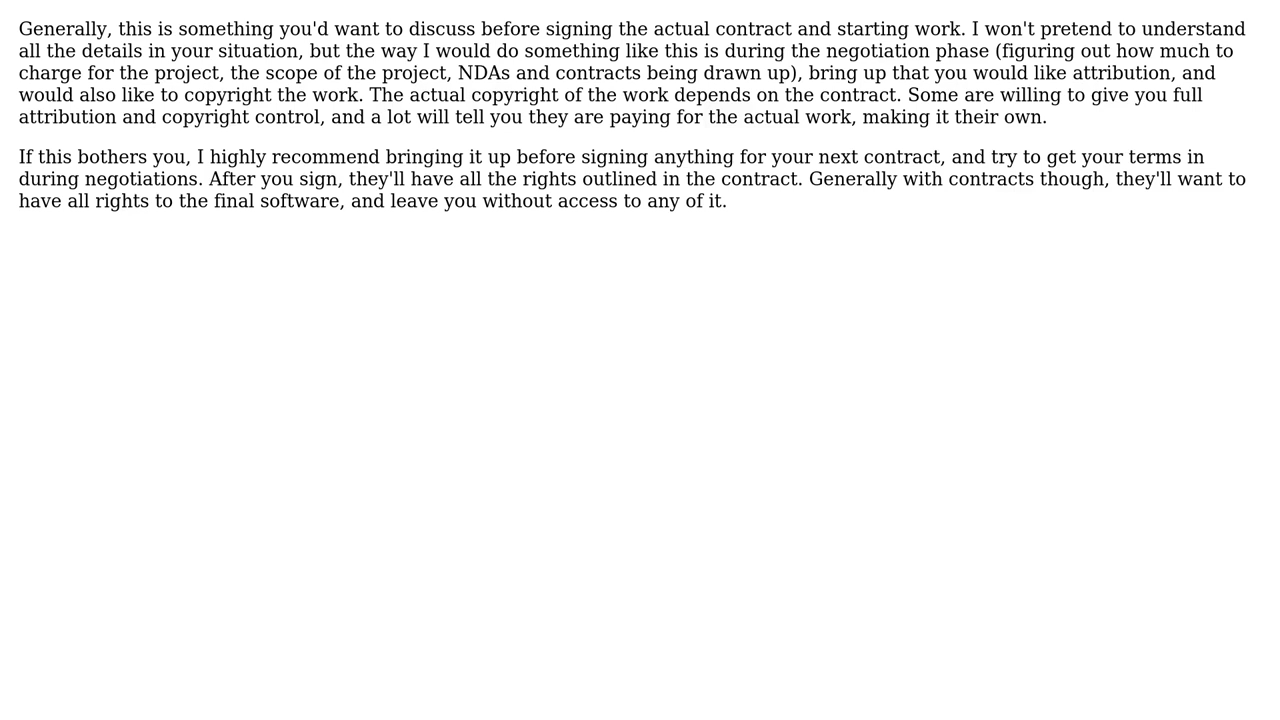 Generally, this is something you'd want to discuss before signing the actual contract and starting work. I won't pretend to understand
all the details in your situation, but the way I would do something like this is during the negotiation phase (figuring out how much to
charge for the project, the scope of the project, NDAs and contracts being drawn up), bring up that you would like attribution, and
would also like to copyright the work. The actual copyright of the work depends on the contract. Some are willing to give you full
attribution and copyright control, and a lot will tell you they are paying for the actual work, making it their own.
If this bothers you, I highly recommend bringing it up before signing anything for your next contract, and try to get your terms in
during negotiations. After you sign, they'll have all the rights outlined in the contract. Generally with contracts though, they'll want to
have all rights to the final software, and leave you without access to any of it.